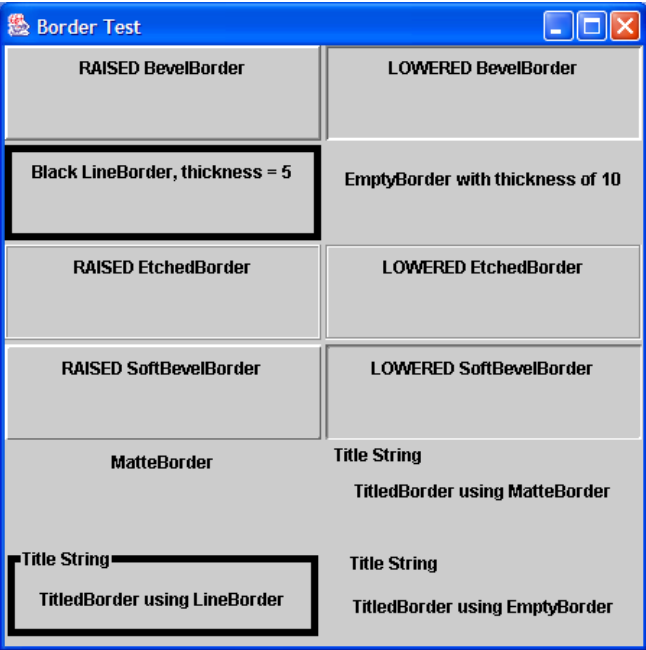 Border Test
RAISED BevelBorder
LOWERED BevelBorder
Black LineBorder, thickness = 5
EmptyBorder with thickness of 10
RAISED EtchedBorder
LOWERED EtchedBorder
RAISED SoftBevelBorder
LOWERED SoftBevelBorder
MatteBorder
Title String
TitledBorder using MatteBorder
Title String
TitledBorder using LineBorder
Title String
TitledBorder using EmptyBorder